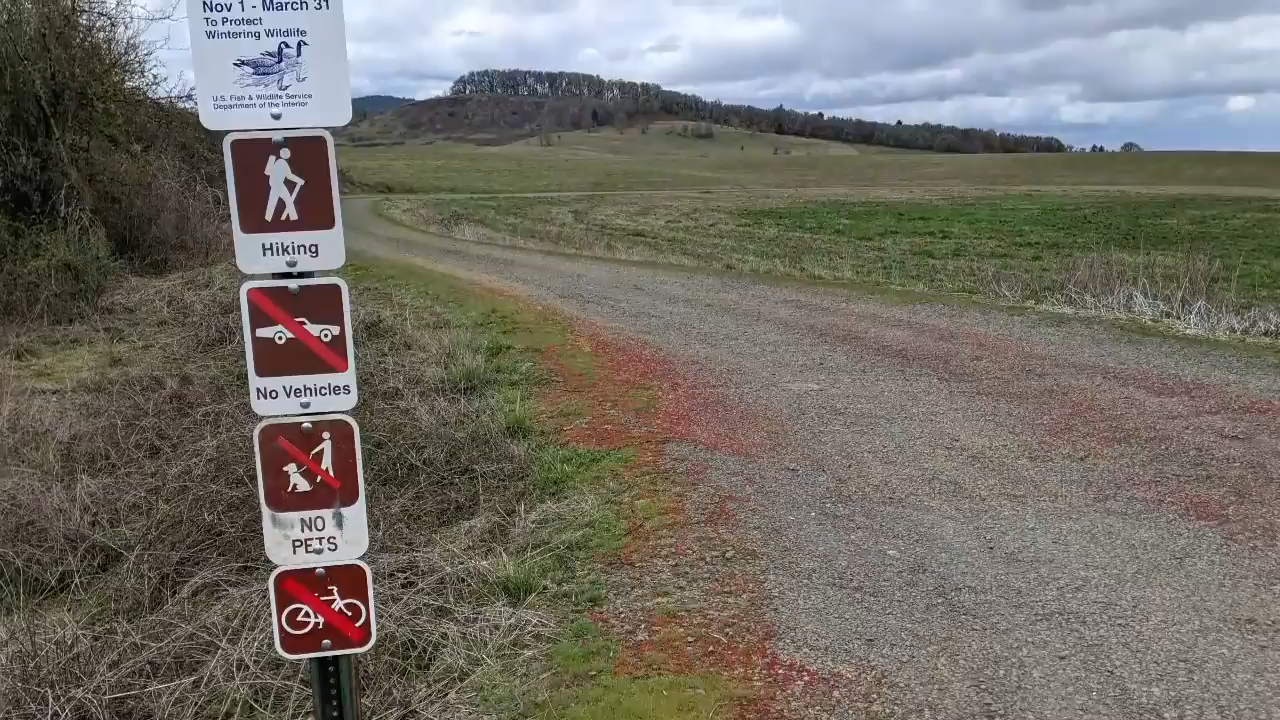 Nov 1 - March 31
To Protect
Wintering Wildlife
U.S. Fish & Wildlife Service
Department of the Interior
Hiking
No Vehicles
NO
PETS